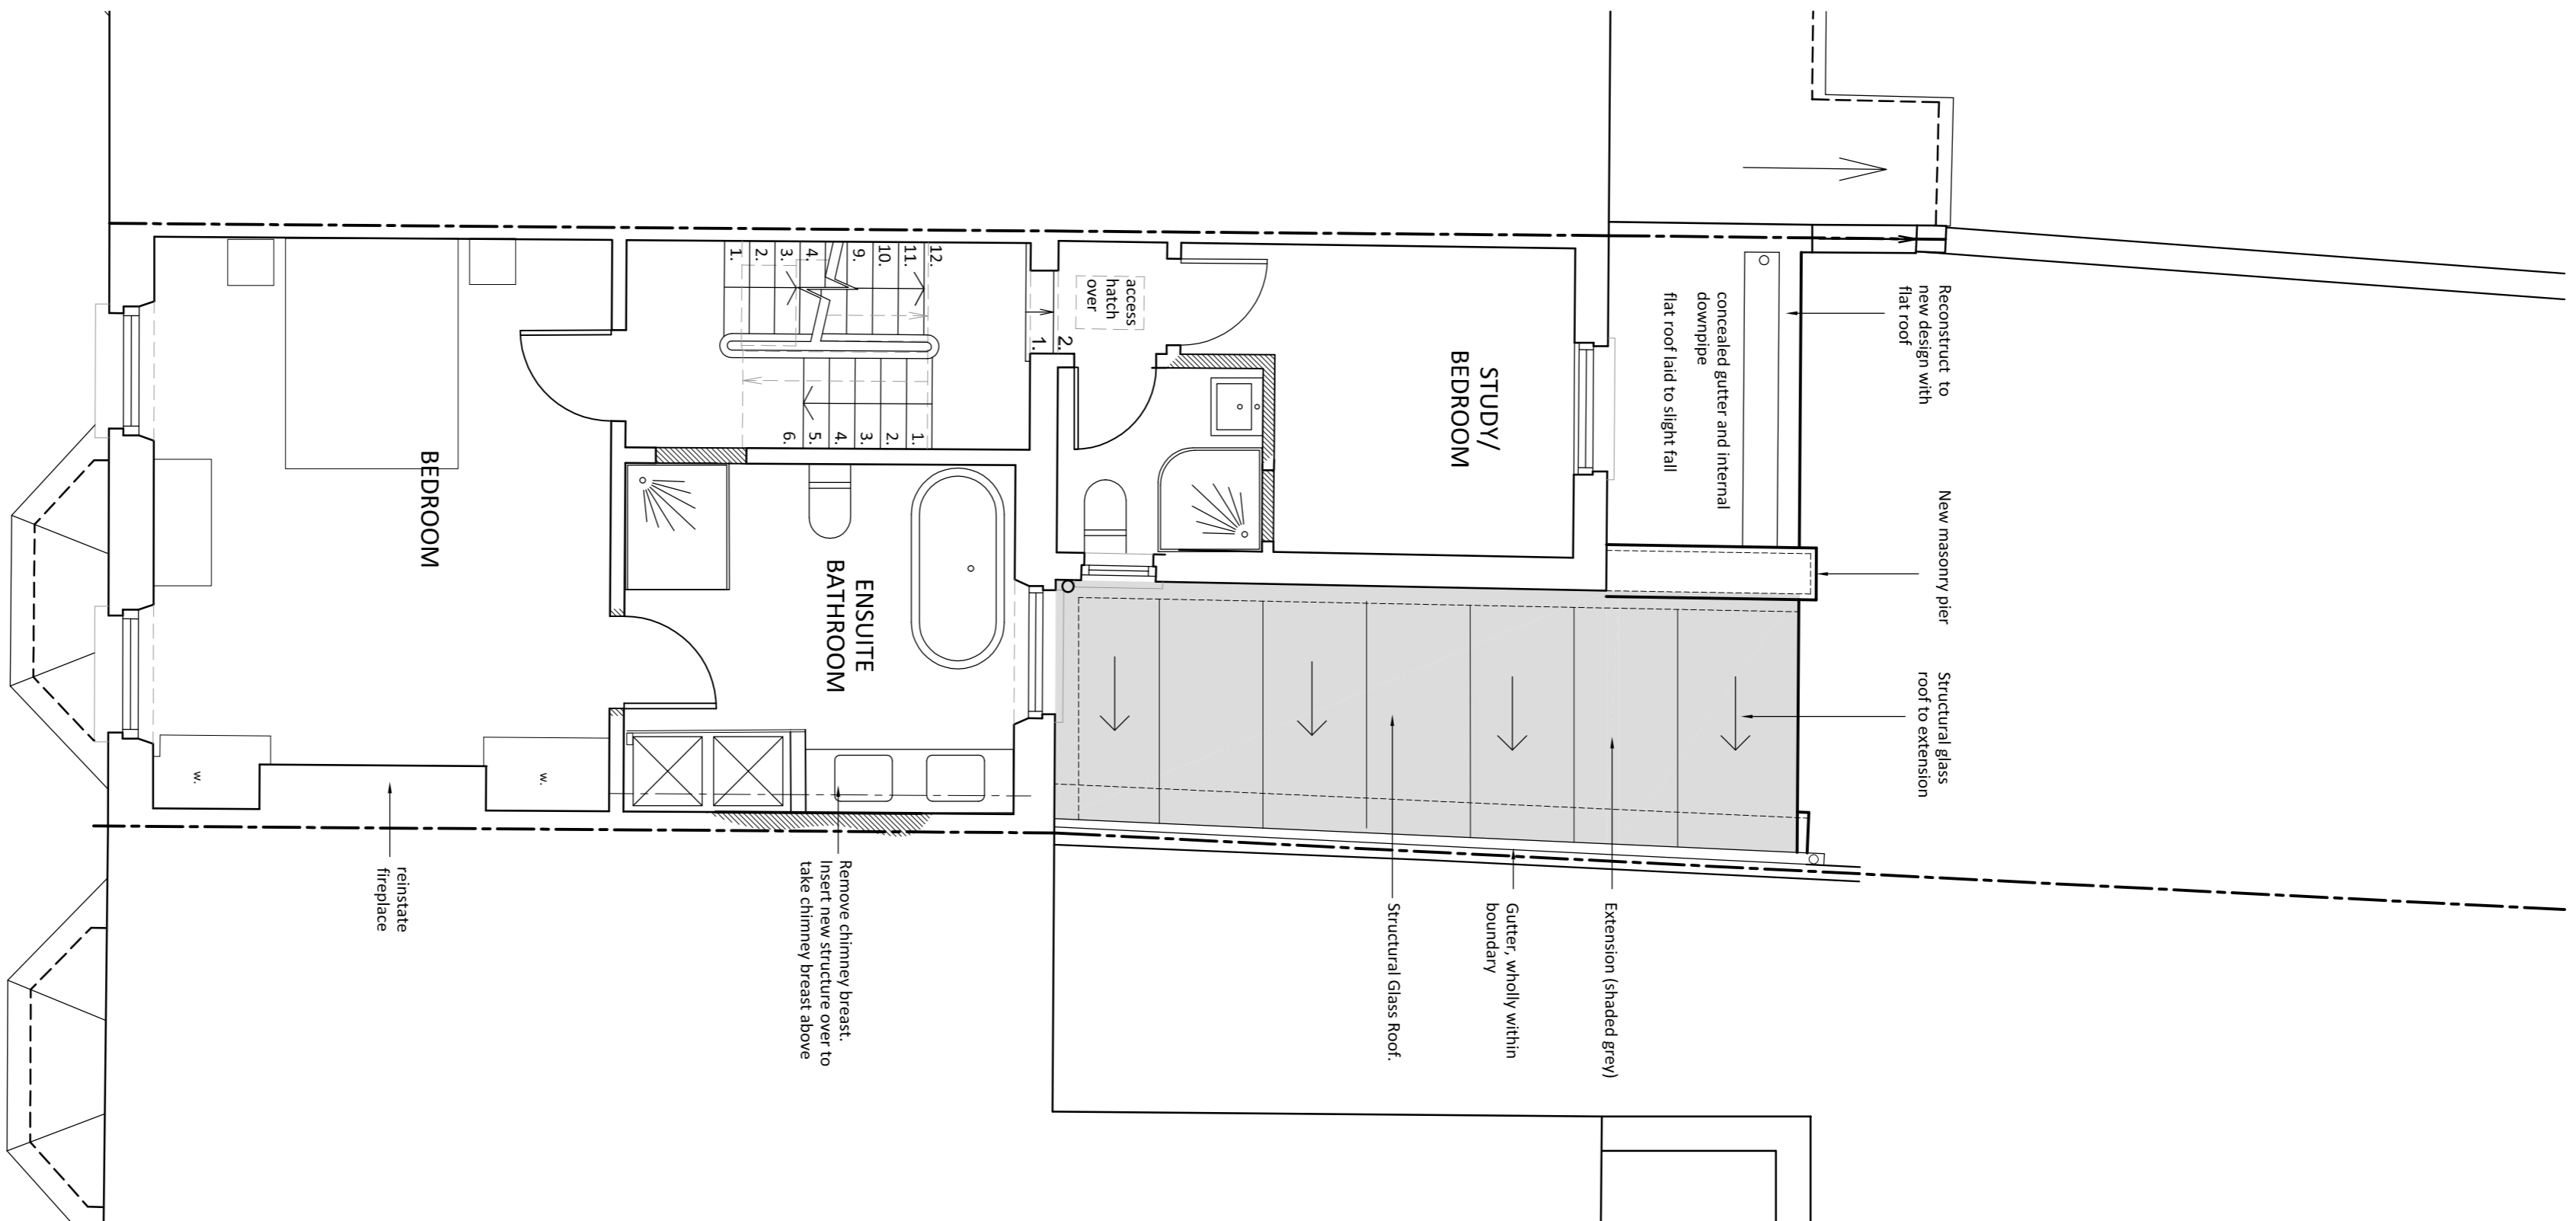 Reconstruct to
new design with
flat roof
New masonry pier
Structural glass
roof to extension
concealed gutter and internal
downpipe
flat roof laid to slight fall
Extension (shaded grey)
Gutter, wholly within
boundary
Structural Glass Roof.
STUDY/
BEDROOM
access
hatch
over
2.
1.
12.
11.
10.
9.
4.
3.
2.
1.
1.
2.
3.
4.
5.
6.
ENSUITE
BATHROOM
Remove chimney breast.
Insert new structure over to
take chimney breast above
BEDROOM
w.
w.
reinstate
fireplace